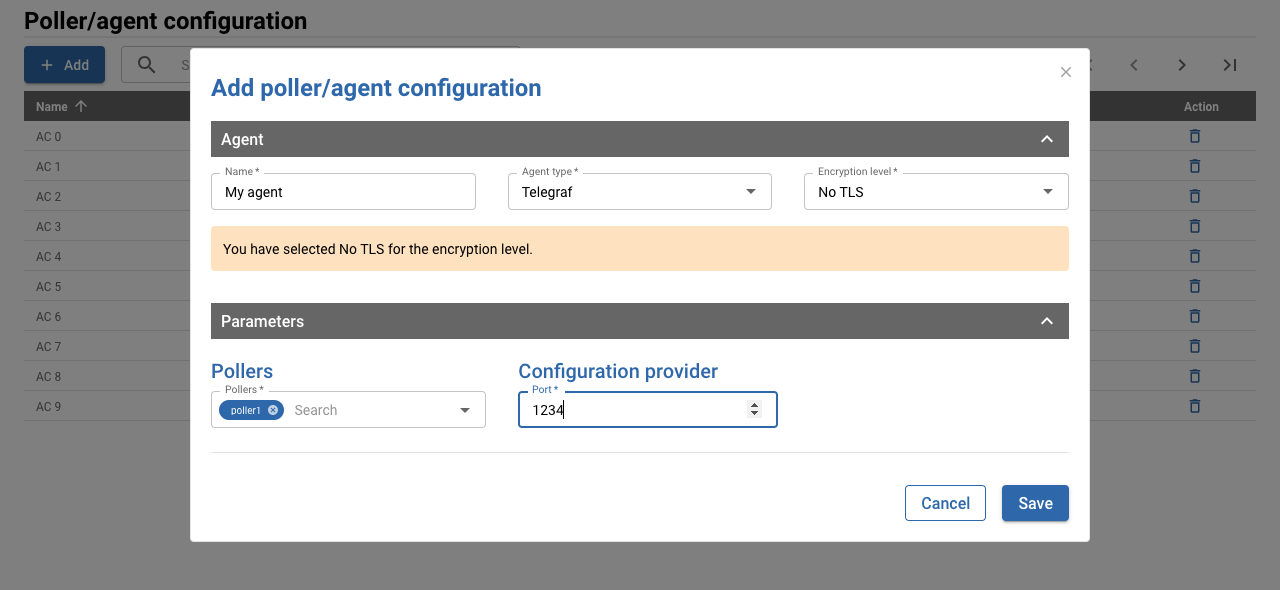 Poller/agent configuration
Add
S
Name
Action
AC 0
AC 1
AC 2
AC 3
AC 4
AC 5
AC 6
AC 7
AC 8
AC 9
Add poller/agent configuration
Agent
Name *
My agent
Agent type *
Telegraf
Encryption level *
No TLS
You have selected No TLS for the encryption level.
Parameters
Pollers
Pollers *
poller1
Search
Configuration provider
Port *
1234
Cancel
Save